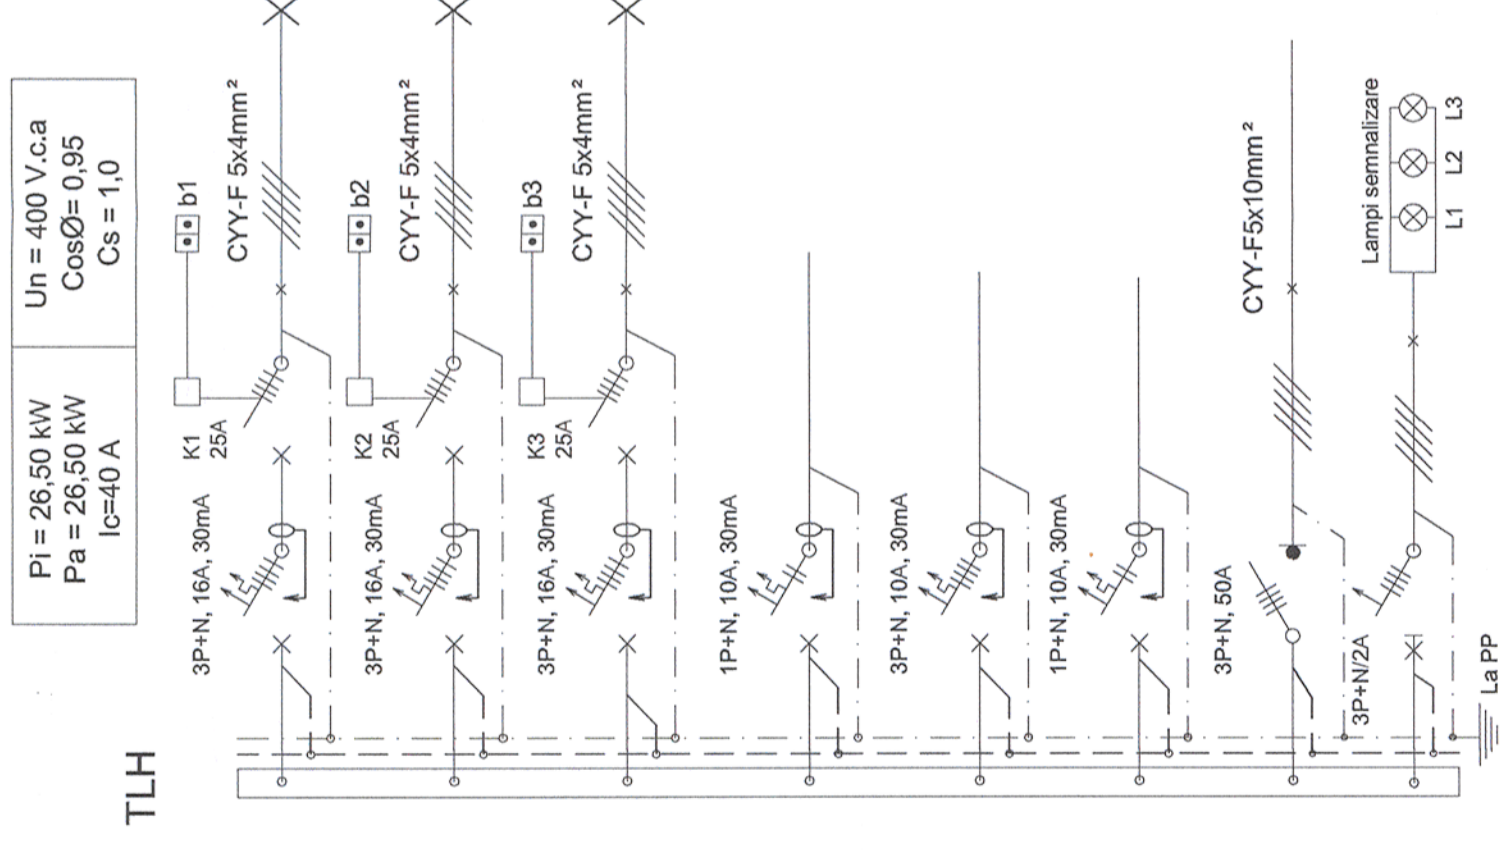 TLH
Pi = 26,50 kW
Pa = 26,50 kW
Ic=40 A
Un = 400 V.c.a
CosØ= 0,95
Cs = 1,0
3P+N, 16A, 30mA
K1
25A
b1
CYY-F 5x4mm²
3P+N, 16A, 30mA
K2
25A
b2
CYY-F 5x4mm²
3P+N, 16A, 30mA
K3
25A
b3
CYY-F 5x4mm²
1P+N, 10A, 30mA
3P+N, 10A, 30mA
1P+N, 10A, 30mA
3P+N, 50A
CYY-F5x10mm²
3P+N/2A
Lampi semnalizare
L1 L2 L3
La PP